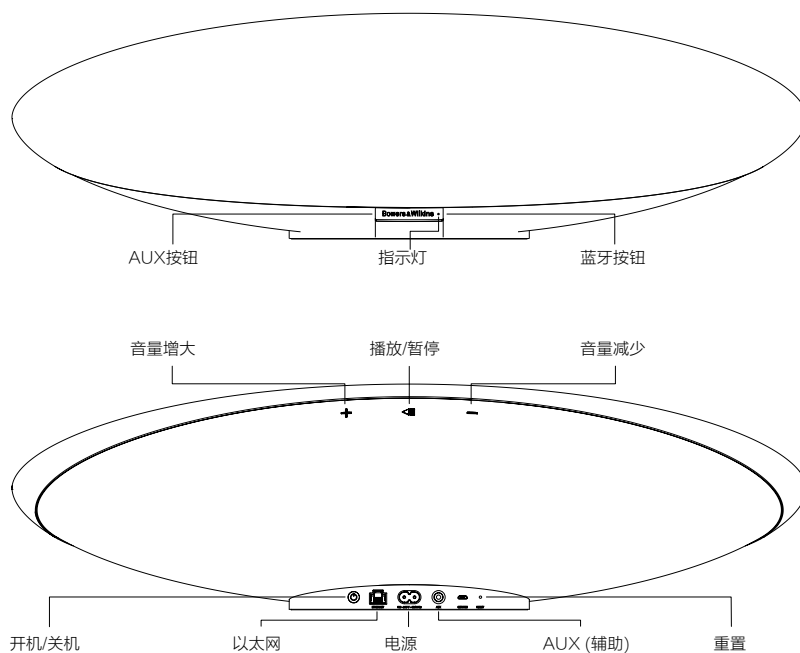 Bowers & Wilkins
AUX按钮
指示灯
蓝牙按钮
音量增大
播放/暂停
音量减少
开机/关机
以太网
电源
AUX (辅助)
重置